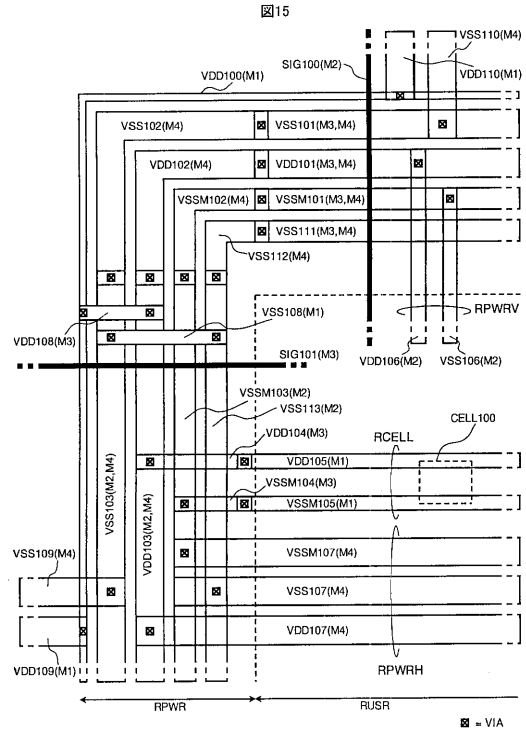 図15
VSS110(M4)
SIG100(M2)
VDD100(M1)
VDD110(M1)
VSS102(M4)
VSS101(M3,M4)
VDD102(M4)
VDD101(M3,M4)
VSSM102(M4)
VSSM101(M3,M4)
VSS111(M3,M4)
VSS112(M4)
VSS108(M1)
RPWRV
VDD108(M3)
SIG101(M3)
VDD106(M2)
VSS106(M2)
VSSM103(M2)
VSS113(M2)
CELL100
VDD104(M3)
RCELL
VDD105(M1)
VSSM104(M3)
VSS103(M2,M4)
VDD103(M2,M4)
VSSM105(M1)
VSSM107(M4)
VSS109(M4)
VSS107(M4)
VDD107(M4)
VDD109(M1)
RPWRH
RPWR
RUSR
= VIA